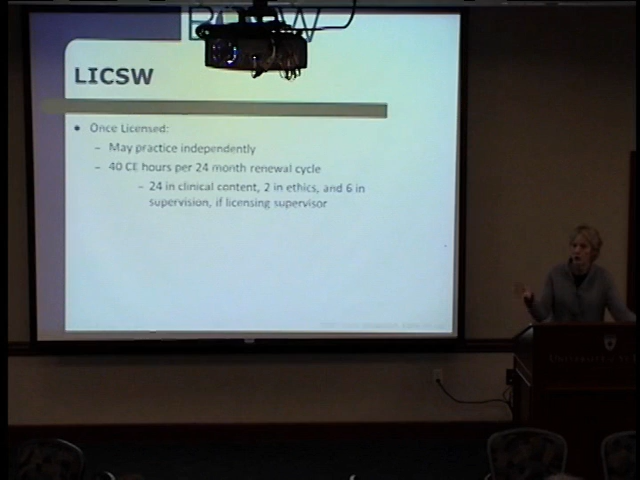 LICSW
• Once Licensed:
– May practice independently
– 40 CE hours per 24 month renewal cycle
– 24 in clinical content, 2 in ethics, and 6 in
supervision, if licensing supervisor
UNIVERSITY